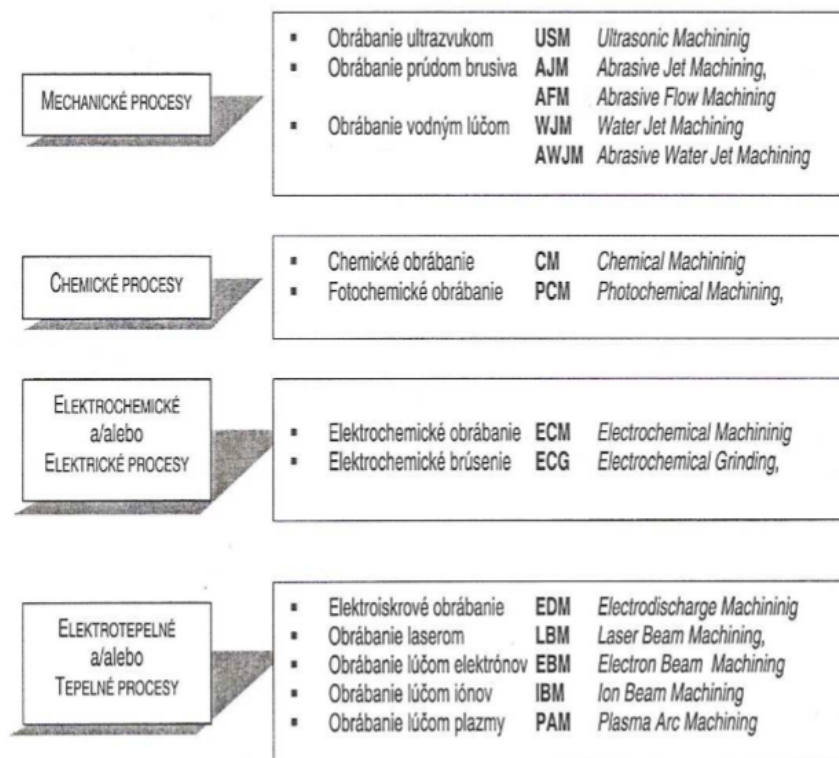 MECHANICKÉ PROCESY
▪ Obrábanie ultrazvukom USM Ultrasonic Machininig
▪ Obrábanie prúdom brusiva AJM Abrasive Jet Machining,
AFM Abrasive Flow Machining
▪ Obrábanie vodným lúčom WJM Water Jet Machining
AWJM Abrasive Water Jet Machining
CHEMICKÉ PROCESY
▪ Chemické obrábanie CM Chemical Machininig
▪ Fotochemické obrábanie PCM Photochemical Machining,
ELEKTROCHEMICKÉ
a/alebo
ELEKTRICKÉ PROCESY
▪ Elektrochemické obrábanie ECM Electrochemical Machininig
▪ Elektrochemické brúsenie ECG Electrochemical Grinding,
ELEKTROTEPELNÉ
a/alebo
TEPELNÉ PROCESY
▪ Elektroiskrové obrábanie EDM Electrodischarge Machininig
▪ Obrábanie laserom LBM Laser Beam Machining,
▪ Obrábanie lúčom elektrónov EBM Electron Beam Machining
▪ Obrábanie lúčom iónov IBM Ion Beam Machining
▪ Obrábanie lúčom plazmy PAM Plasma Arc Machining